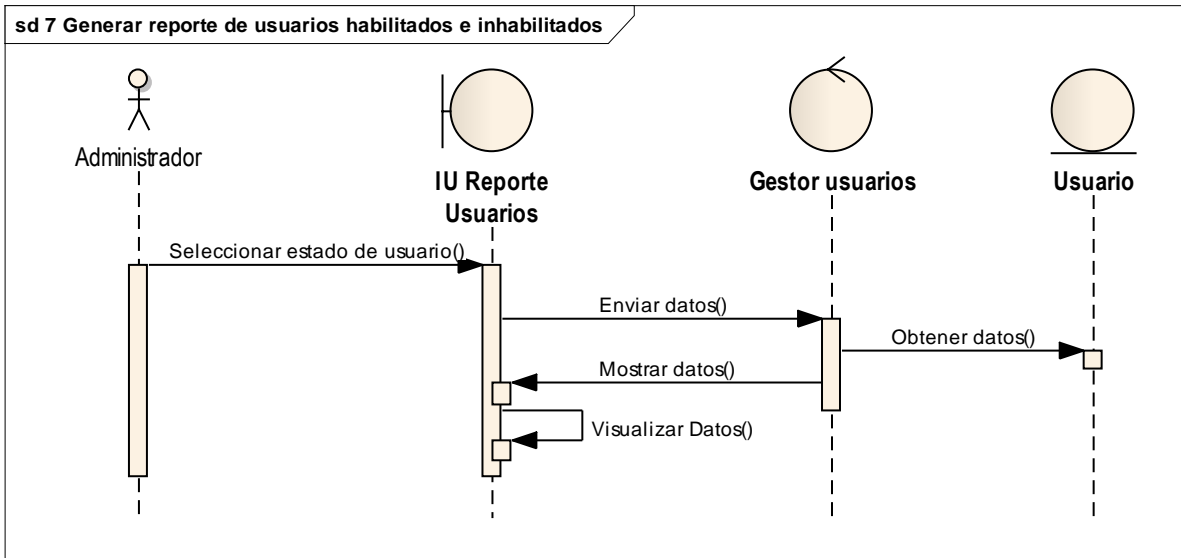 sd 7 Generar reporte de usuarios habilitados e inhabilitados
Administrador
IU Reporte
Usuarios
Gestor usuarios
Usuario
Seleccionar estado de usuario()
Enviar datos()
Obtener datos()
Mostrar datos()
Visualizar Datos()